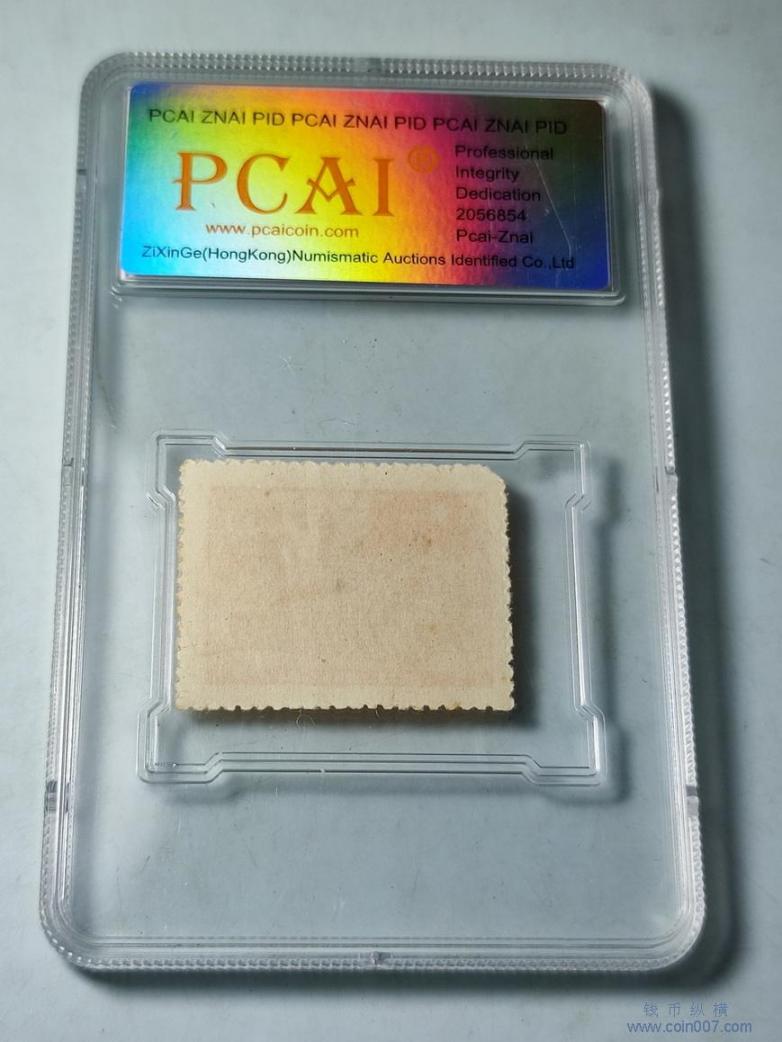 PCAI ZNAI PID PCAI ZNAI PID PCAI ZNAI PID
PCAI®
Professional
Integrity
Dedication
2056854
Pcai-Znai
www.pcaicoin.com
ZiXinGe(HongKong)Numismatic Auctions Identified Co.,Ltd
钱币纵横
www.coin007.com